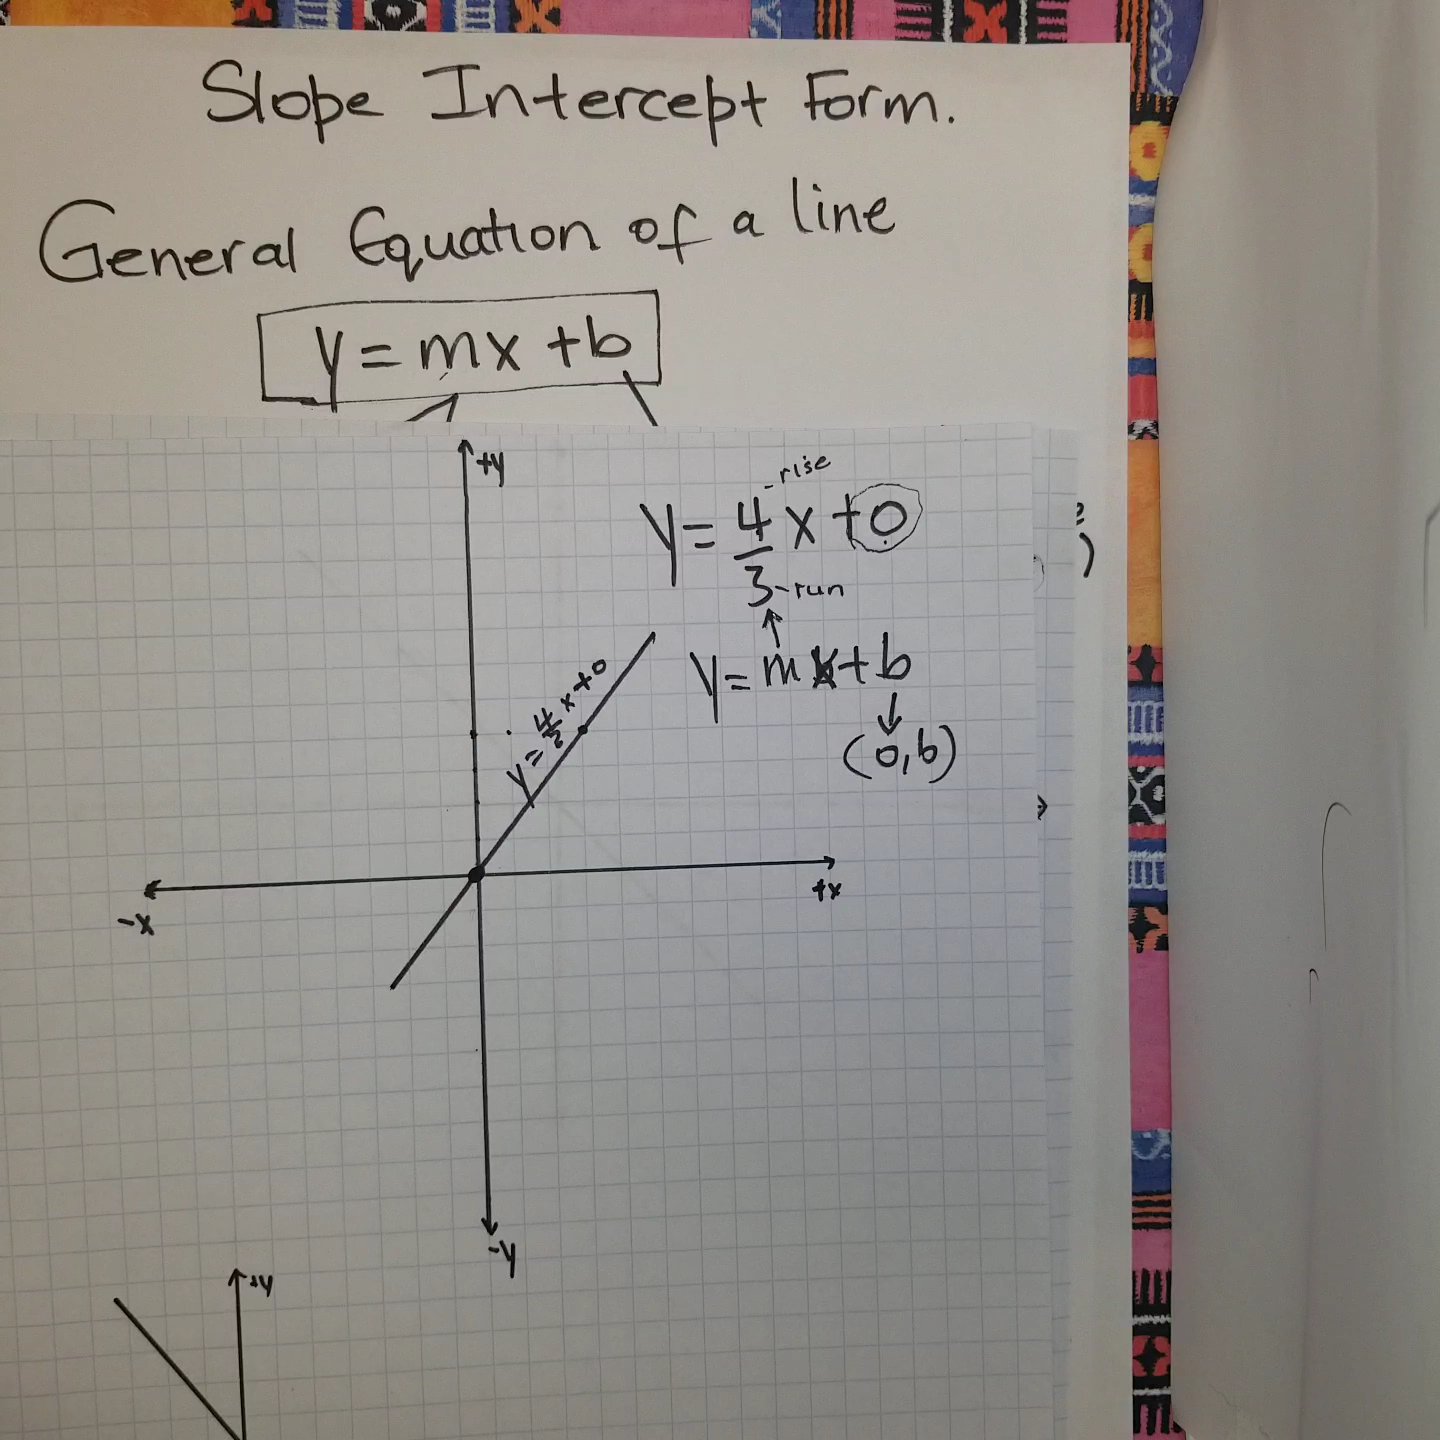 Slope Intercept Form.
General Equation of a line
y = mx + b
+y
rise
y = 4/3 x + 0
run
y = mx + b
(0, b)
y = 4/3 x + 0
+x
-x
-y
+y